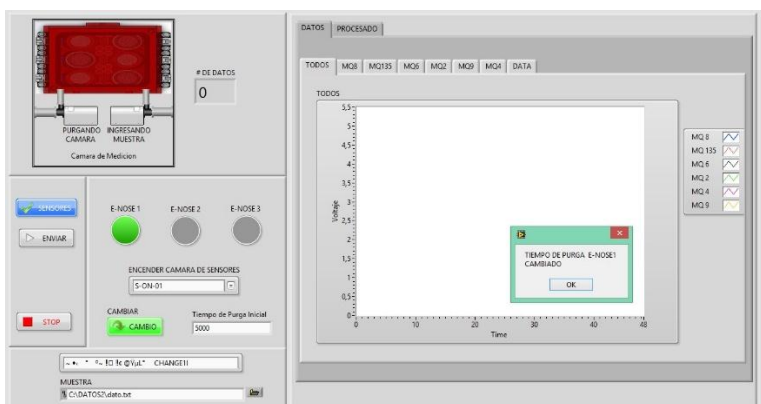 DATOS PROCESADO
# DE DATOS
0
PURGANDO CAMARA
INGRESANDO MUESTRA
Camara de Medicion
SENSORES
ENVIAR
STOP
E-NOSE 1 E-NOSE 2 E-NOSE 3
ENCENDER CAMARA DE SENSORES
S-ON-01
CAMBIAR
CAMBIO
Tiempo de Purga Inicial
5000
CHANGE1I
MUESTRA
C:\DATOS2\dato.txt
TODOS MQ8 MQ135 MQ6 MQ2 MQ9 MQ4 DATA
TODOS
5,5
5
4,5
4
3,5
3
2,5
2
1,5
1
0,5
0
Voltaje
0 10 20 30 40 48
Time
TIEMPO DE PURGA E-NOSE1
CAMBIADO
OK
MQ 8
MQ 135
MQ 6
MQ 2
MQ 4
MQ 9